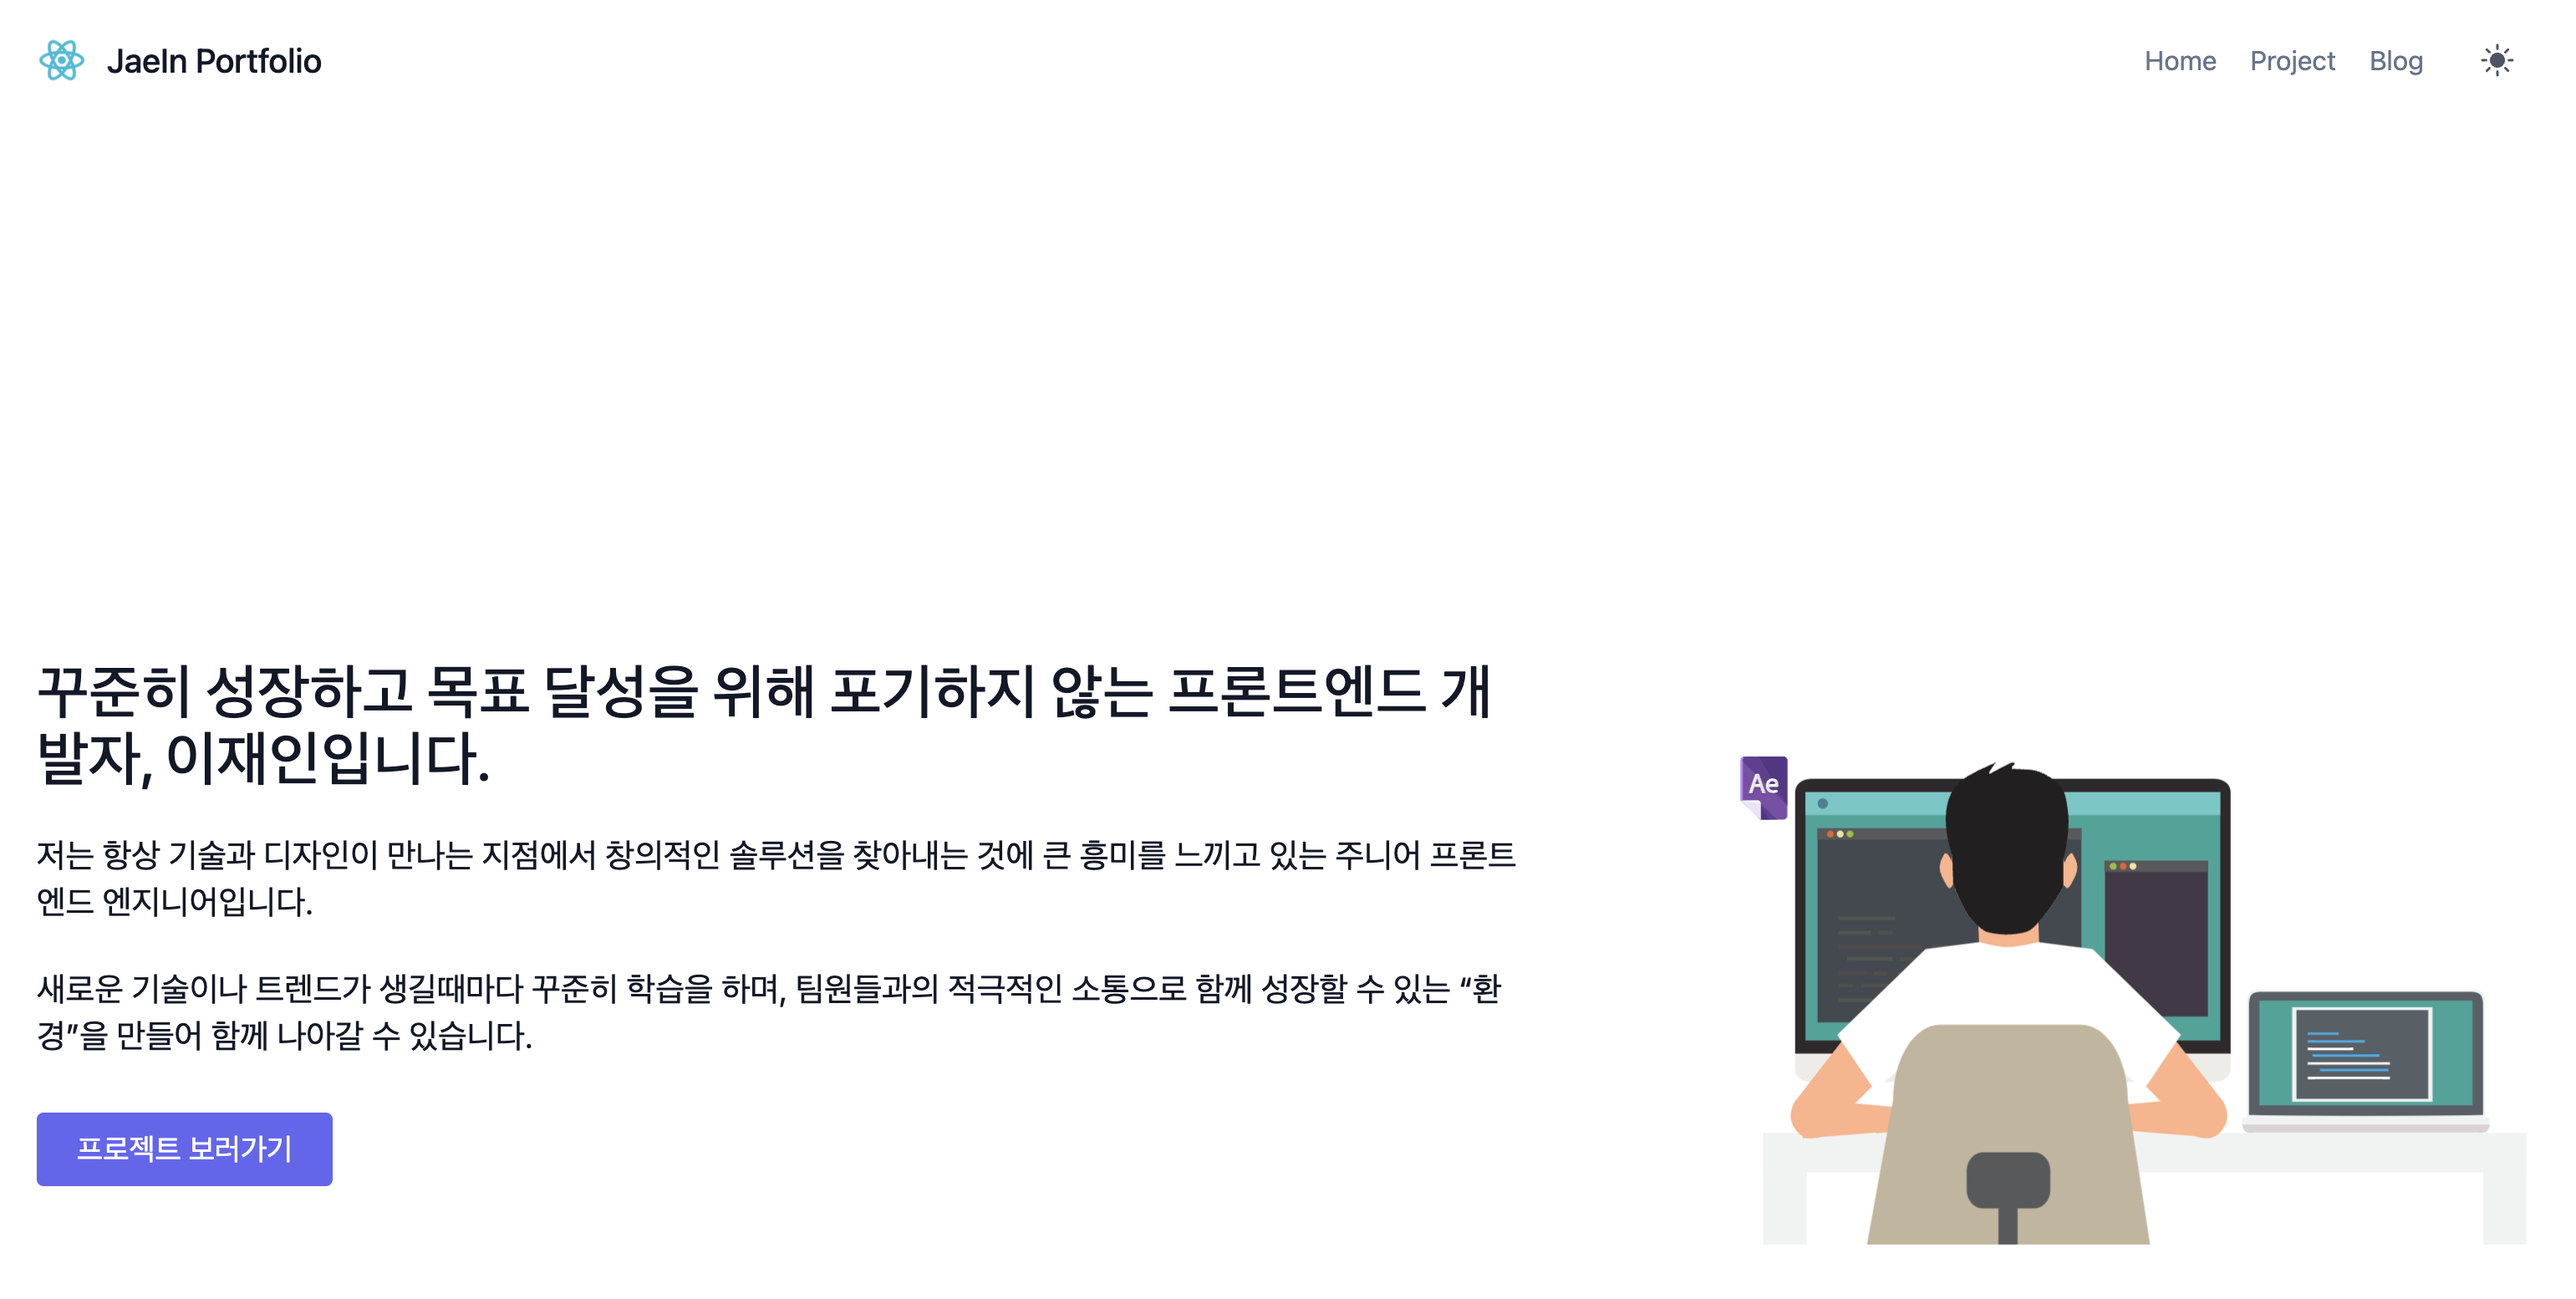 JaeIn Portfolio
Home Project Blog
꾸준히 성장하고 목표 달성을 위해 포기하지 않는 프론트엔드 개
발자, 이재인입니다.
저는 항상 기술과 디자인이 만나는 지점에서 창의적인 솔루션을 찾아내는 것에 큰 흥미를 느끼고 있는 주니어 프론트
엔드 엔지니어입니다.
새로운 기술이나 트렌드가 생길때마다 꾸준히 학습을 하며, 팀원들과의 적극적인 소통으로 함께 성장할 수 있는 “환
경”을 만들어 함께 나아갈 수 있습니다.
프로젝트 보러가기
Ae